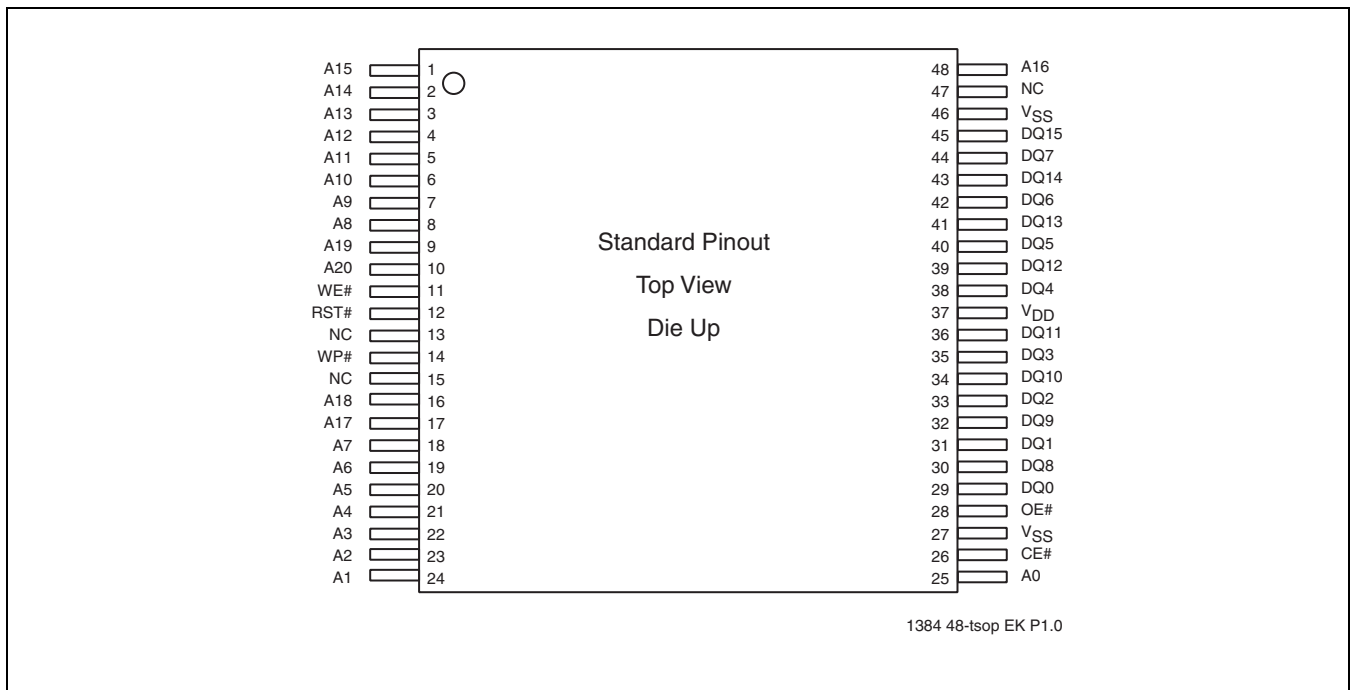 A15 1 48 A16
A14 2 47 NC
A13 3 46 VSS
A12 4 45 DQ15
A11 5 44 DQ7
A10 6 43 DQ14
A9 7 42 DQ6
A8 8 41 DQ13
A19 9 40 DQ5
A20 10 39 DQ12
WE# 11 38 DQ4
RST# 12 37 VDD
NC 13 36 DQ11
WP# 14 35 DQ3
NC 15 34 DQ10
A18 16 33 DQ2
A17 17 32 DQ9
A7 18 31 DQ1
A6 19 30 DQ8
A5 20 29 DQ0
A4 21 28 OE#
A3 22 27 VSS
A2 23 26 CE#
A1 24 25 A0
Standard Pinout
Top View
Die Up
1384 48-tsop EK P1.0